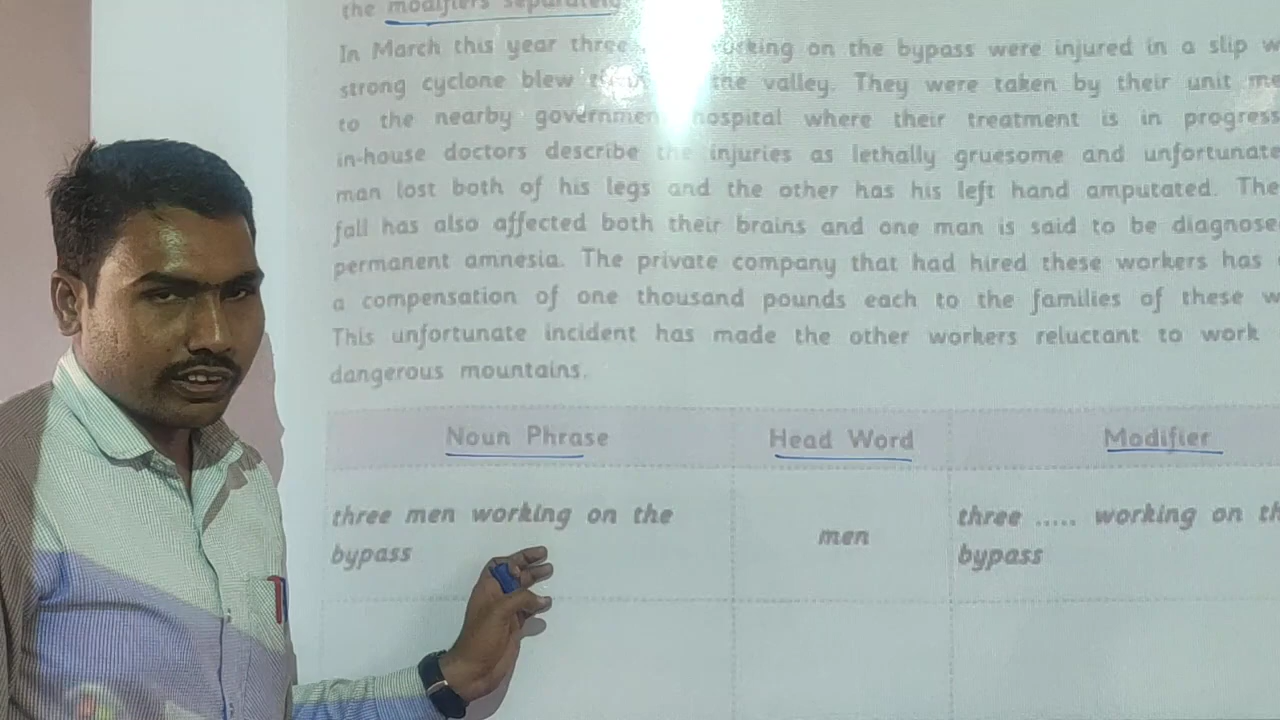 the modifiers separately
In March this year three working on the bypass were injured in a slip
strong cyclone blew the valley. They were taken by their unit
to the nearby government hospital where their treatment is in progress
in-house doctors describe the injuries as lethally gruesome and unfortunate
man lost both of his legs and the other has his left hand amputated. The
fall has also affected both their brains and one man is said to be diagnose
permanent amnesia. The private company that had hired these workers has
a compensation of one thousand pounds each to the families of these w
This unfortunate incident has made the other workers reluctant to work
dangerous mountains.
Noun Phrase Head Word Modifier
three men working on the men three ..... working on th
bypass bypass